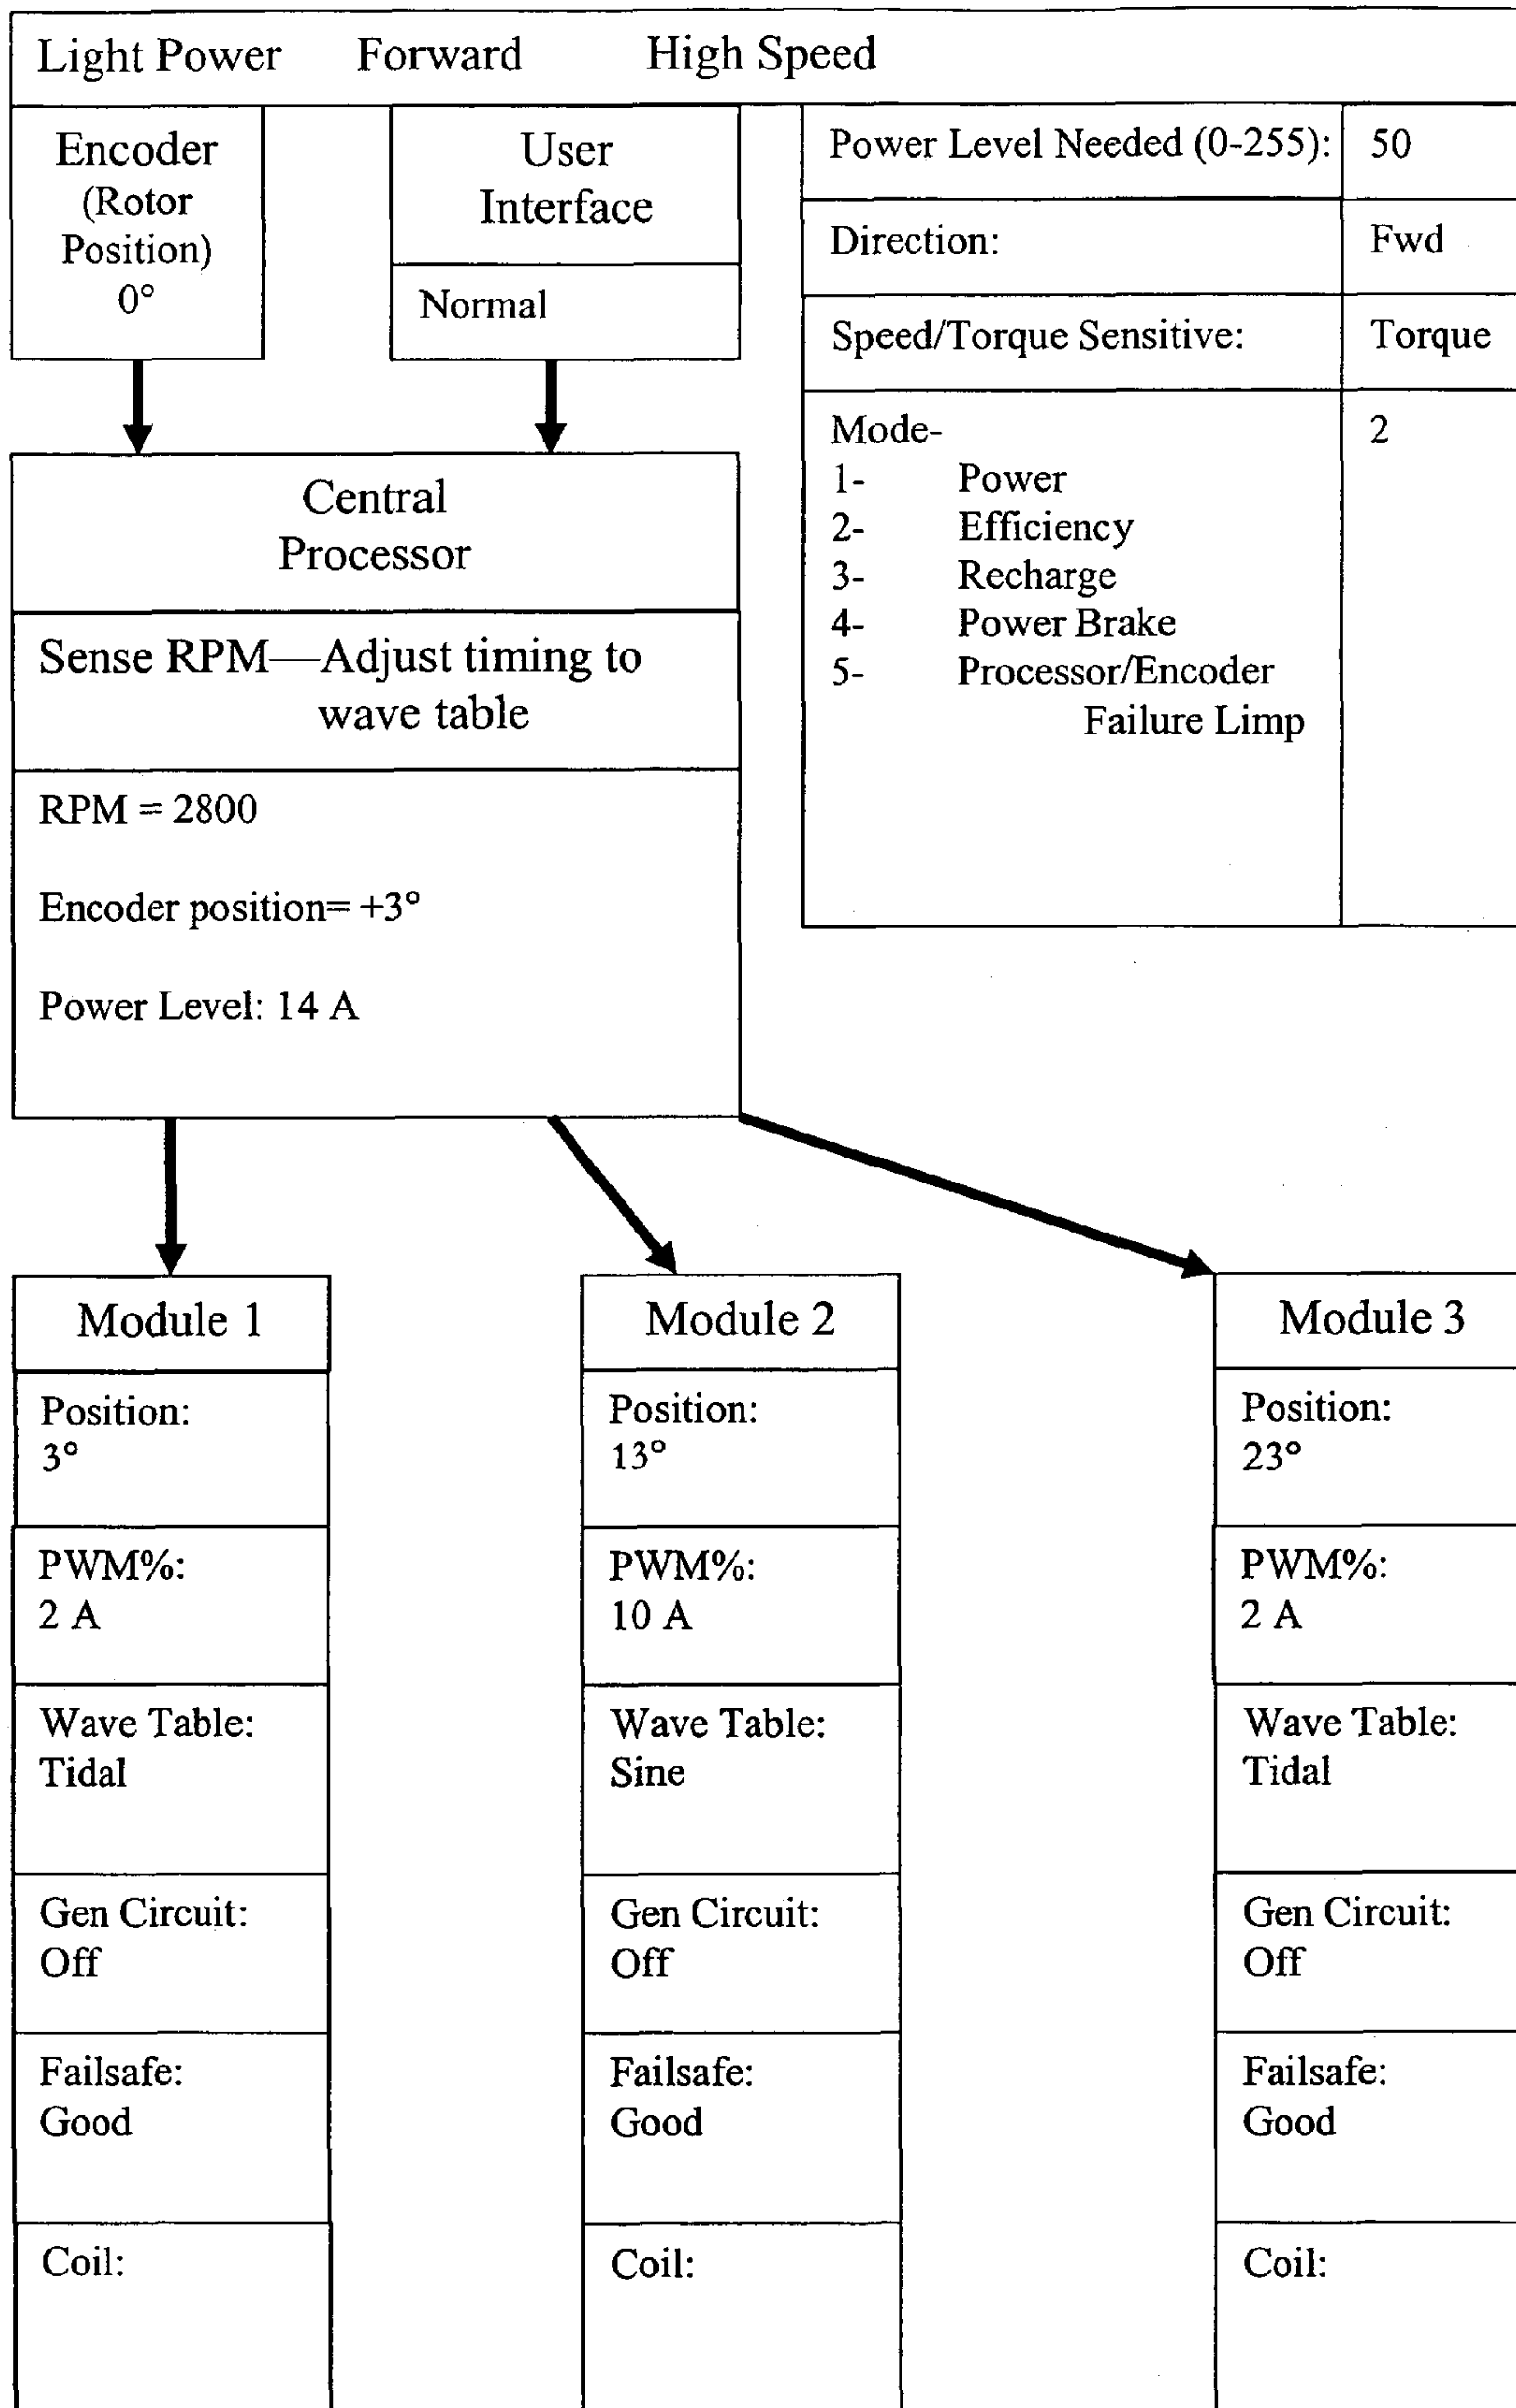 Light Power Forward High Speed
Encoder
(Rotor
Position)
0°
User
Interface
Normal
Power Level Needed (0-255): 50
Direction: Fwd
Speed/Torque Sensitive: Torque
Mode- 2
1- Power
2- Efficiency
3- Recharge
4- Power Brake
5- Processor/Encoder
Failure Limp
Central
Processor
Sense RPM—Adjust timing to
wave table
RPM = 2800
Encoder position= +3°
Power Level: 14 A
Module 1
Position:
3°
PWM%:
2 A
Wave Table:
Tidal
Gen Circuit:
Off
Failsafe:
Good
Coil:
Module 2
Position:
13°
PWM%:
10 A
Wave Table:
Sine
Gen Circuit:
Off
Failsafe:
Good
Coil:
Module 3
Position:
23°
PWM%:
2 A
Wave Table:
Tidal
Gen Circuit:
Off
Failsafe:
Good
Coil: